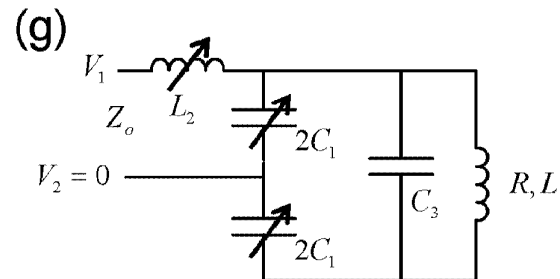 (g)
V₁
Z₀ L₂
2C₁
V₂ = 0
C₃ R, L
2C₁